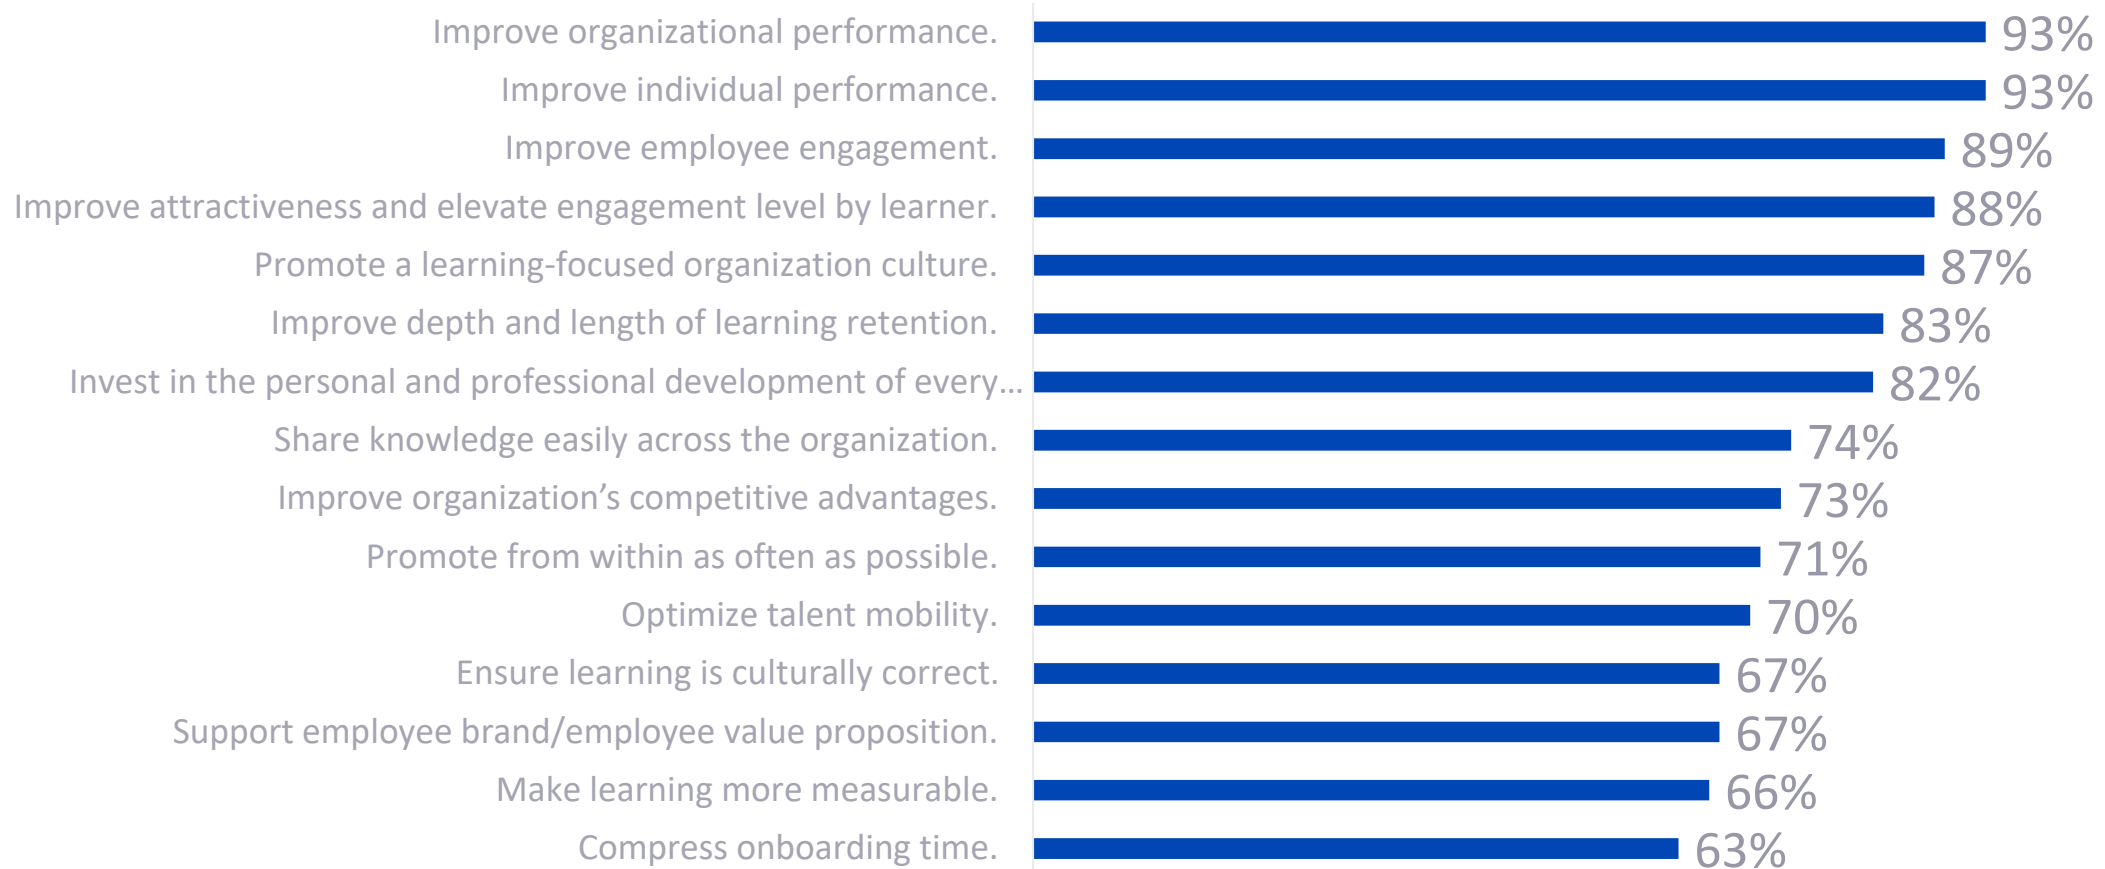 Improve organizational performance. 93%
Improve individual performance. 93%
Improve employee engagement. 89%
Improve attractiveness and elevate engagement level by learner. 88%
Promote a learning-focused organization culture. 87%
Improve depth and length of learning retention. 83%
Invest in the personal and professional development of every… 82%
Share knowledge easily across the organization. 74%
Improve organization’s competitive advantages. 73%
Promote from within as often as possible. 71%
Optimize talent mobility. 70%
Ensure learning is culturally correct. 67%
Support employee brand/employee value proposition. 67%
Make learning more measurable. 66%
Compress onboarding time. 63%